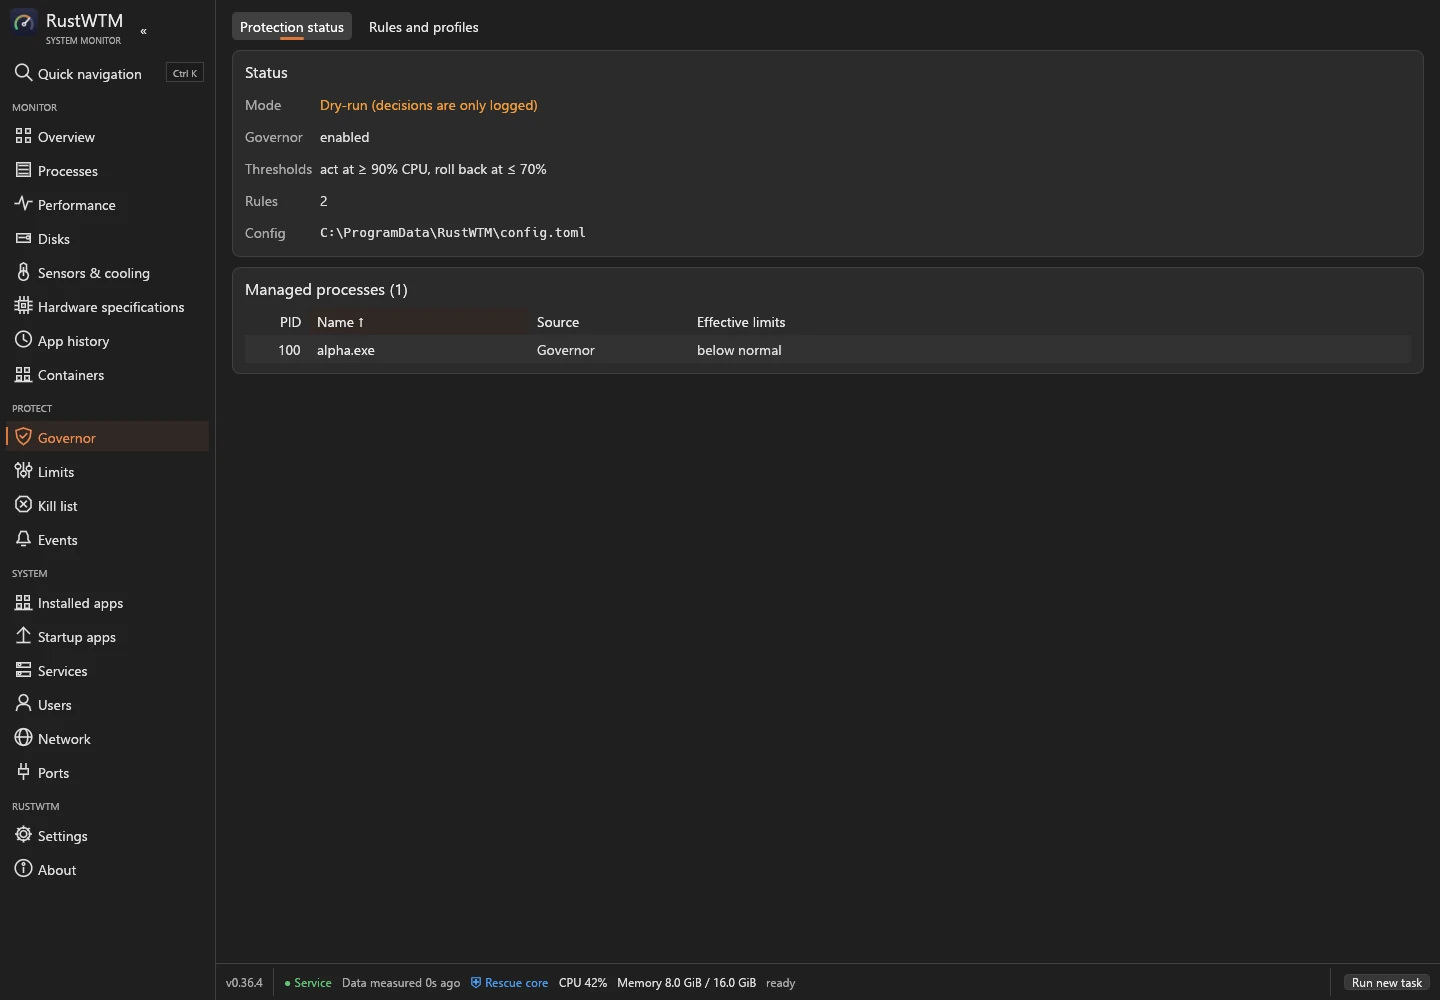 RustWTM
SYSTEM MONITOR
«
Quick navigation Ctrl K
MONITOR
Overview
Processes
Performance
Disks
Sensors & cooling
Hardware specifications
App history
Containers
PROTECT
Governor
Limits
Kill list
Events
SYSTEM
Installed apps
Startup apps
Services
Users
Network
Ports
RUSTWTM
Settings
About
Protection status Rules and profiles
Status
Mode Dry-run (decisions are only logged)
Governor enabled
Thresholds act at ≥ 90% CPU, roll back at ≤ 70%
Rules 2
Config C:\ProgramData\RustWTM\config.toml
Managed processes (1)
PID Name ↑ Source Effective limits
100 alpha.exe Governor below normal
v0.36.4 ● Service Data measured 0s ago Rescue core CPU 42% Memory 8.0 GiB / 16.0 GiB ready Run new task